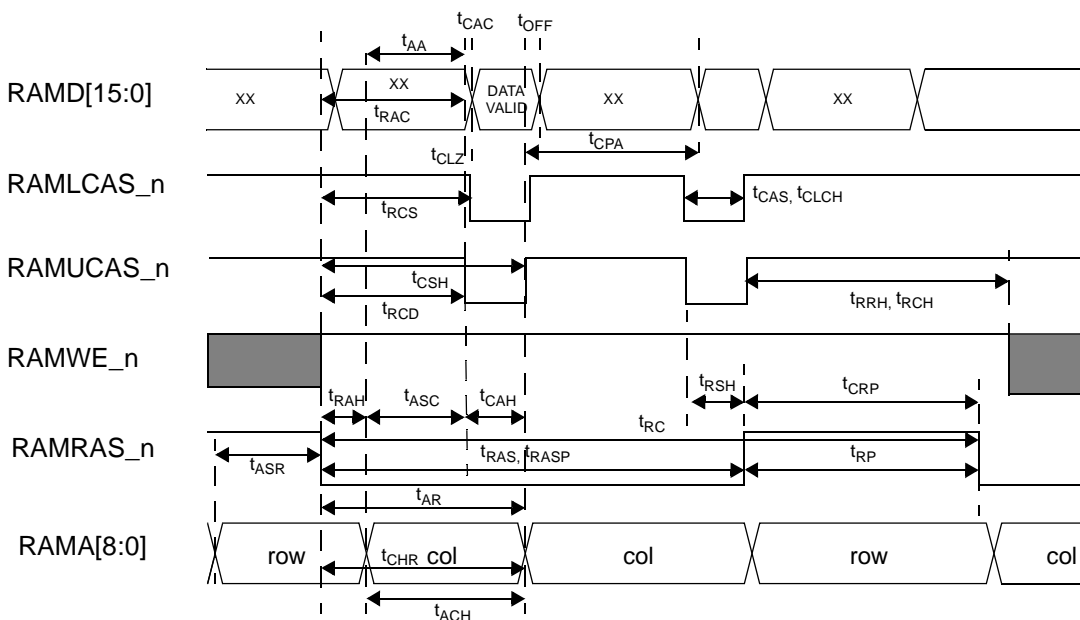 tCAC tOFF
tAA
RAMD[15:0] XX XX DATA VALID XX XX
tRAC
tCPA
tCLZ
RAMLCAS_n
tRCS
tCAS, tCLCH
RAMUCAS_n
tCSH
tRCD
tRRH, tRCH
RAMWE_n
tRAH tASC tCAH tRSH tCRP
tRC
RAMRAS_n
tASR
tRAS, tRASP
tRP
tAR
RAMA[8:0] row col col row col
tCHR
tACH